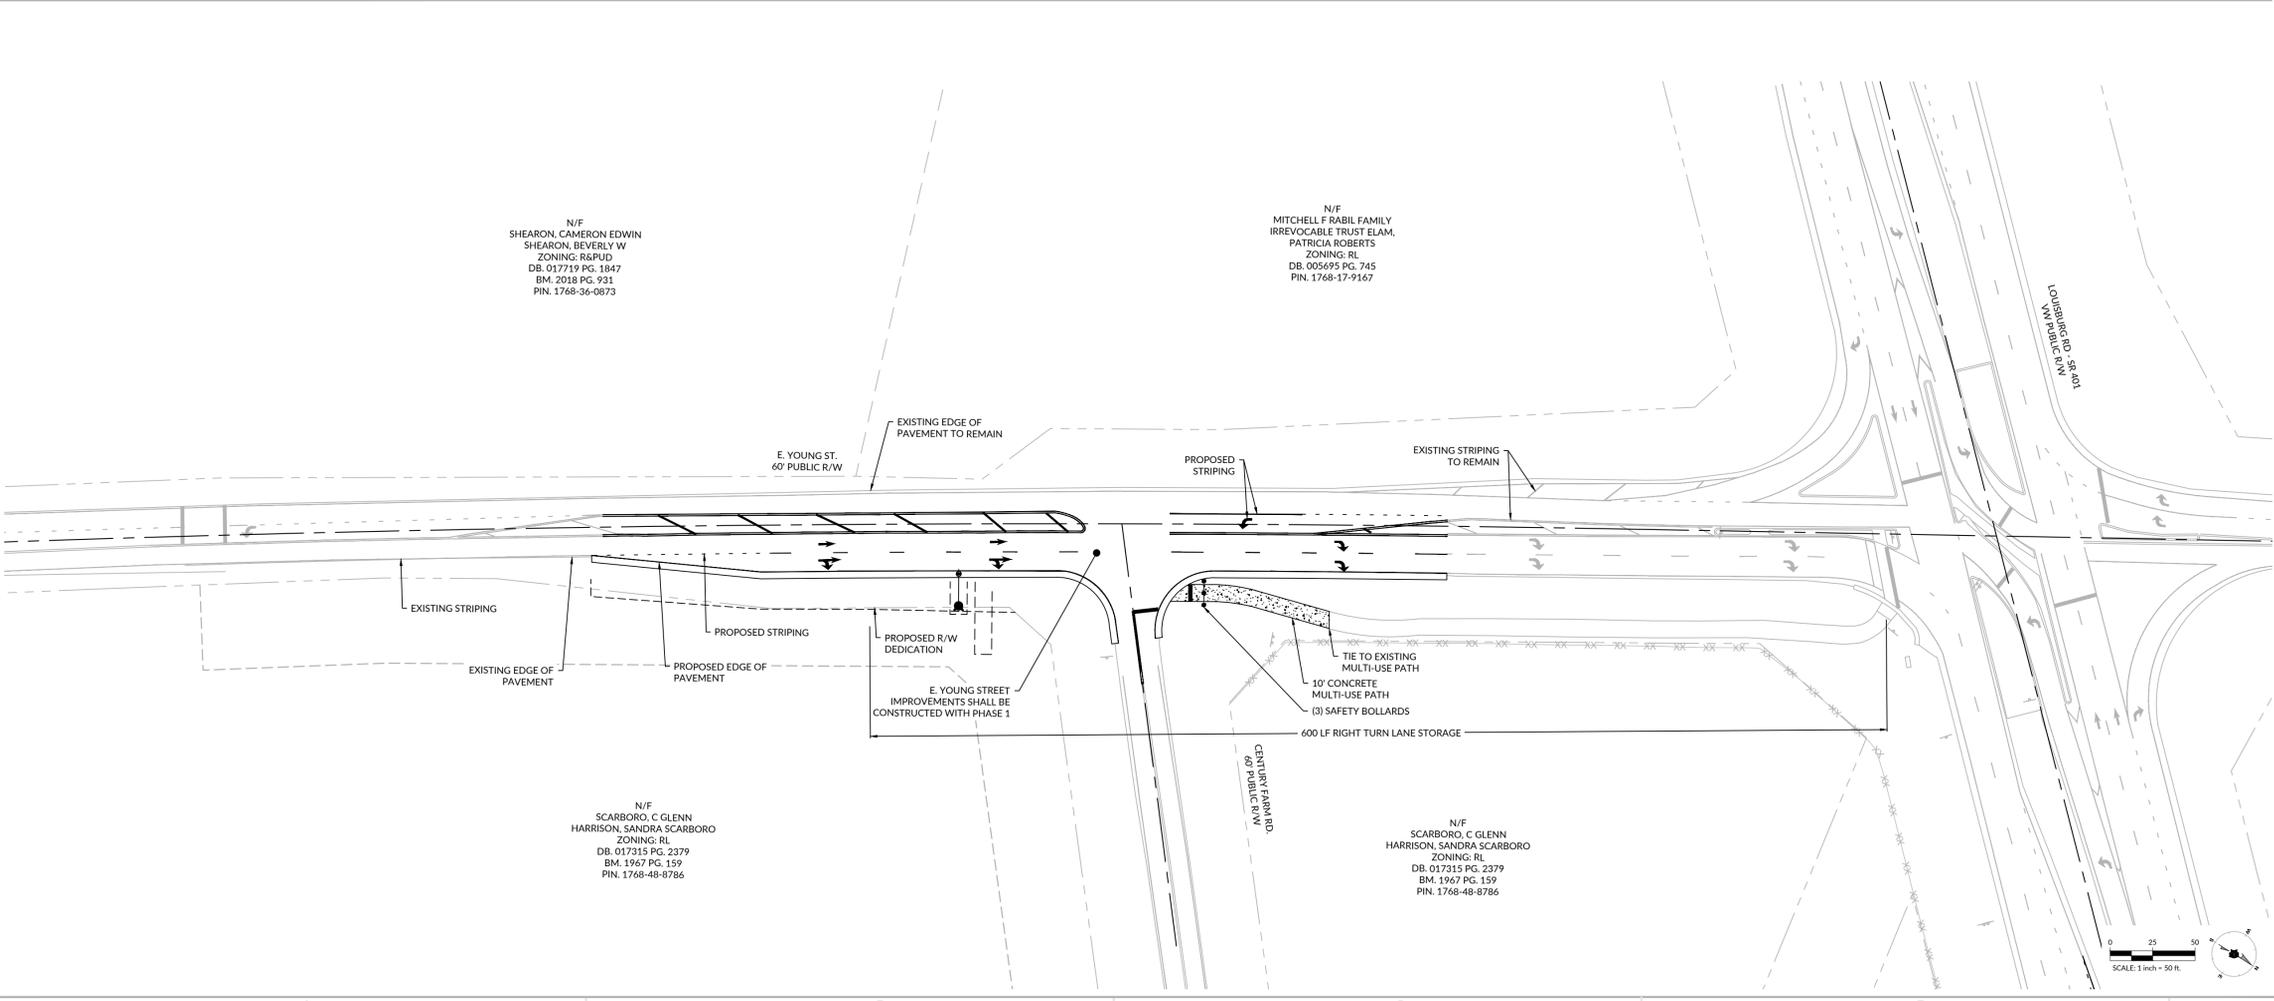 N/F
SHEARON, CAMERON EDWIN
SHEARON, BEVERLY W
ZONING: R&PUD
DB. 017719 PG. 1847
BM. 2018 PG. 931
PIN. 1768-36-0873
N/F
MITCHELL F RABIL FAMILY
IRREVOCABLE TRUST ELAM,
PATRICIA ROBERTS
ZONING: RL
DB. 005695 PG. 745
PIN. 1768-17-9167
LOUISBURG RD - SR 401
VW PUBLIC R/W
EXISTING EDGE OF
PAVEMENT TO REMAIN
E. YOUNG ST.
60' PUBLIC R/W
PROPOSED
STRIPING
EXISTING STRIPING
TO REMAIN
EXISTING STRIPING
PROPOSED STRIPING
PROPOSED R/W
DEDICATION
EXISTING EDGE OF
PAVEMENT
PROPOSED EDGE OF
PAVEMENT
E. YOUNG STREET
IMPROVEMENTS SHALL BE
CONSTRUCTED WITH PHASE 1
TIE TO EXISTING
MULTI-USE PATH
10' CONCRETE
MULTI-USE PATH
(3) SAFETY BOLLARDS
600 LF RIGHT TURN LANE STORAGE
CENTURY FARM RD.
60' PUBLIC R/W
N/F
SCARBORO, C GLENN
HARRISON, SANDRA SCARBORO
ZONING: RL
DB. 017315 PG. 2379
BM. 1967 PG. 159
PIN. 1768-48-8786
N/F
SCARBORO, C GLENN
HARRISON, SANDRA SCARBORO
ZONING: RL
DB. 017315 PG. 2379
BM. 1967 PG. 159
PIN. 1768-48-8786
0 25 50
SCALE: 1 inch = 50 ft.